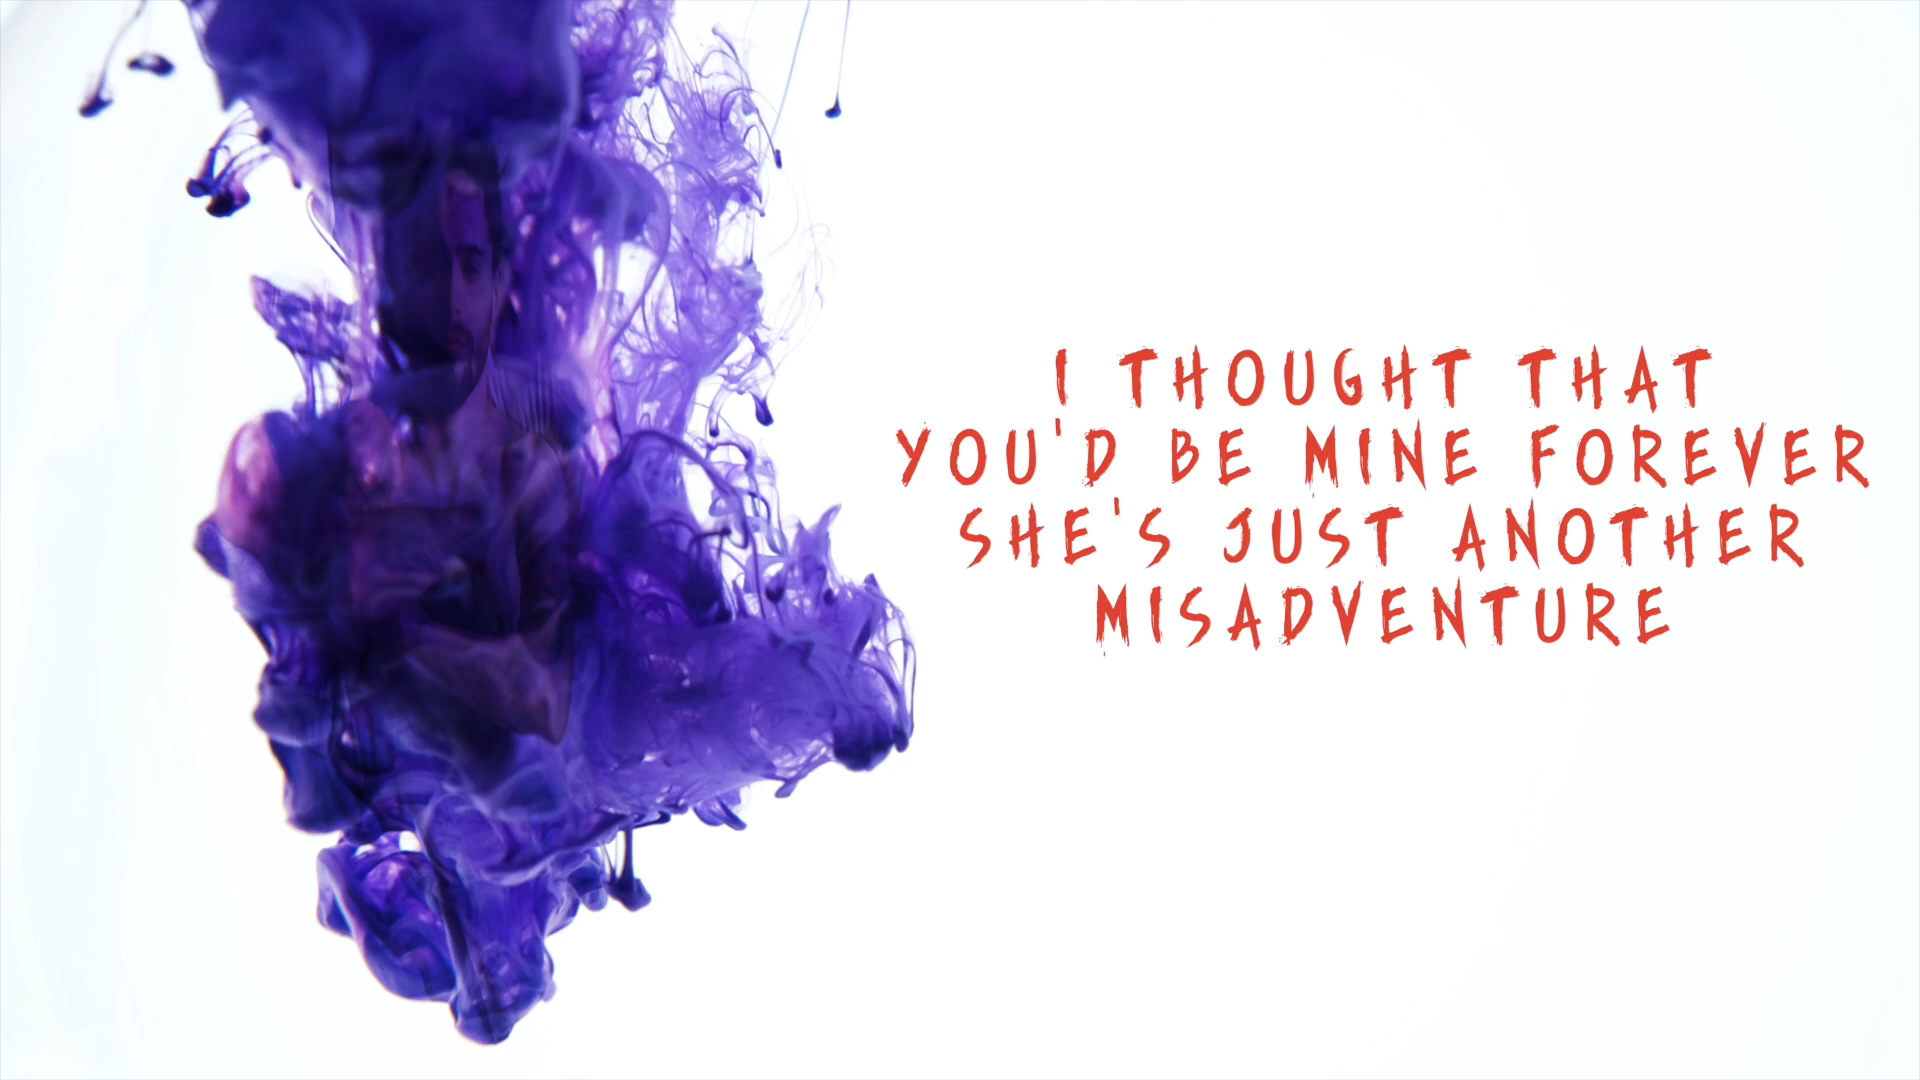 I THOUGHT THAT
YOU'D BE MINE FOREVER
SHE'S JUST ANOTHER
MISADVENTURE